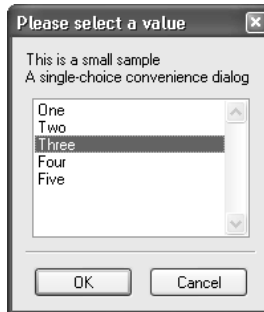 Please select a value
This is a small sample
A single-choice convenience dialog
One
Two
Three
Four
Five
OK
Cancel